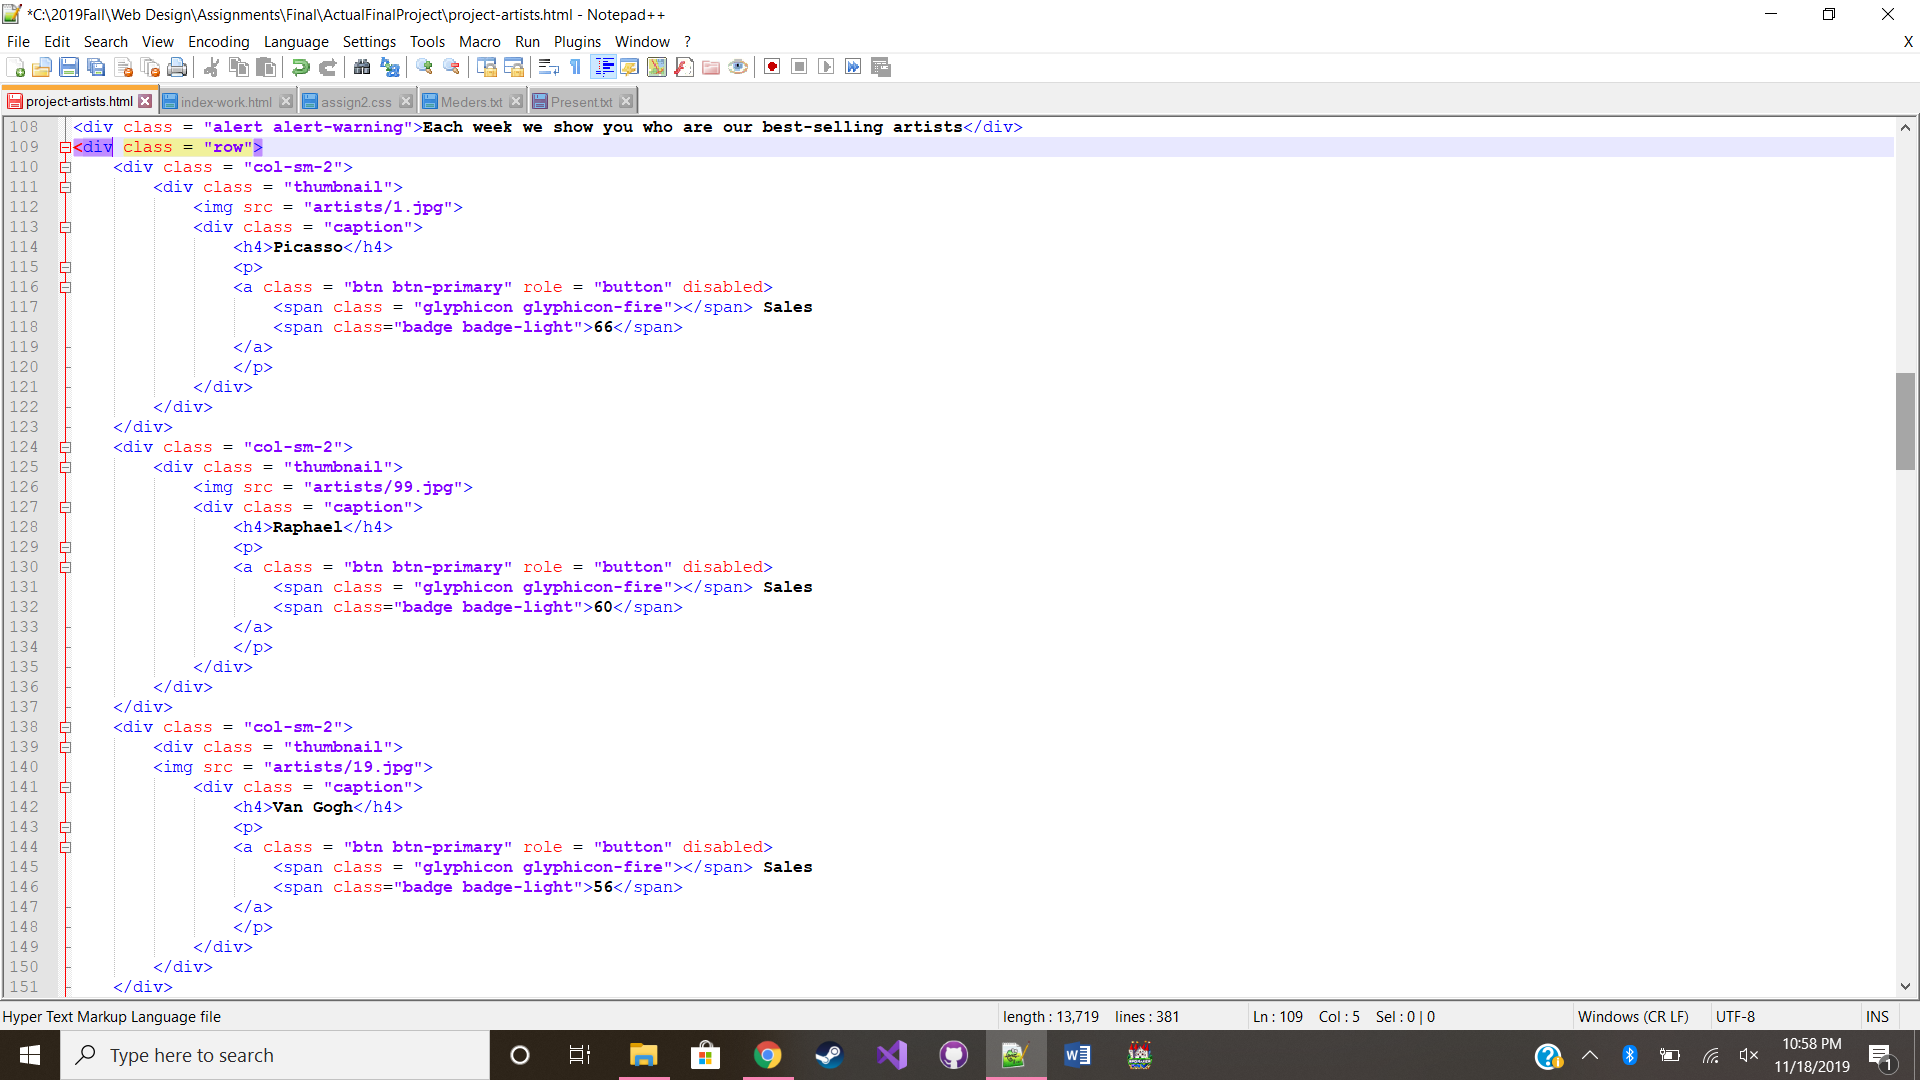 *C:\2019Fall\Web Design\Assignments\Final\ActualFinalProject\project-artists.html - Notepad++
File Edit Search View Encoding Language Settings Tools Macro Run Plugins Window ? X
project-artists.html index-work.html assign2.css Meders.txt Present.txt
108 <div class = "alert alert-warning">Each week we show you who are our best-selling artists</div>
109 <div class = "row">
110 <div class = "col-sm-2">
111 <div class = "thumbnail">
112 <img src = "artists/1.jpg">
113 <div class = "caption">
114 <h4>Picasso</h4>
115 <p>
116 <a class = "btn btn-primary" role = "button" disabled>
117 <span class = "glyphicon glyphicon-fire"></span> Sales
118 <span class="badge badge-light">66</span>
119 </a>
120 </p>
121 </div>
122 </div>
123 </div>
124 <div class = "col-sm-2">
125 <div class = "thumbnail">
126 <img src = "artists/99.jpg">
127 <div class = "caption">
128 <h4>Raphael</h4>
129 <p>
130 <a class = "btn btn-primary" role = "button" disabled>
131 <span class = "glyphicon glyphicon-fire"></span> Sales
132 <span class="badge badge-light">60</span>
133 </a>
134 </p>
135 </div>
136 </div>
137 </div>
138 <div class = "col-sm-2">
139 <div class = "thumbnail">
140 <img src = "artists/19.jpg">
141 <div class = "caption">
142 <h4>Van Gogh</h4>
143 <p>
144 <a class = "btn btn-primary" role = "button" disabled>
145 <span class = "glyphicon glyphicon-fire"></span> Sales
146 <span class="badge badge-light">56</span>
147 </a>
148 </p>
149 </div>
150 </div>
151 </div>
Hyper Text Markup Language file length : 13,719 lines : 381 Ln : 109 Col : 5 Sel : 0 | 0 Windows (CR LF) UTF-8 INS
Type here to search
10:58 PM
11/18/2019
1